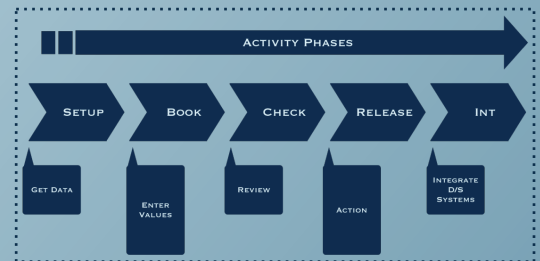 ACTIVITY PHASES
SETUP
BOOK
CHECK
RELEASE
INT
GET DATA
ENTER
VALUES
REVIEW
ACTION
INTEGRATE
D/S
SYSTEMS